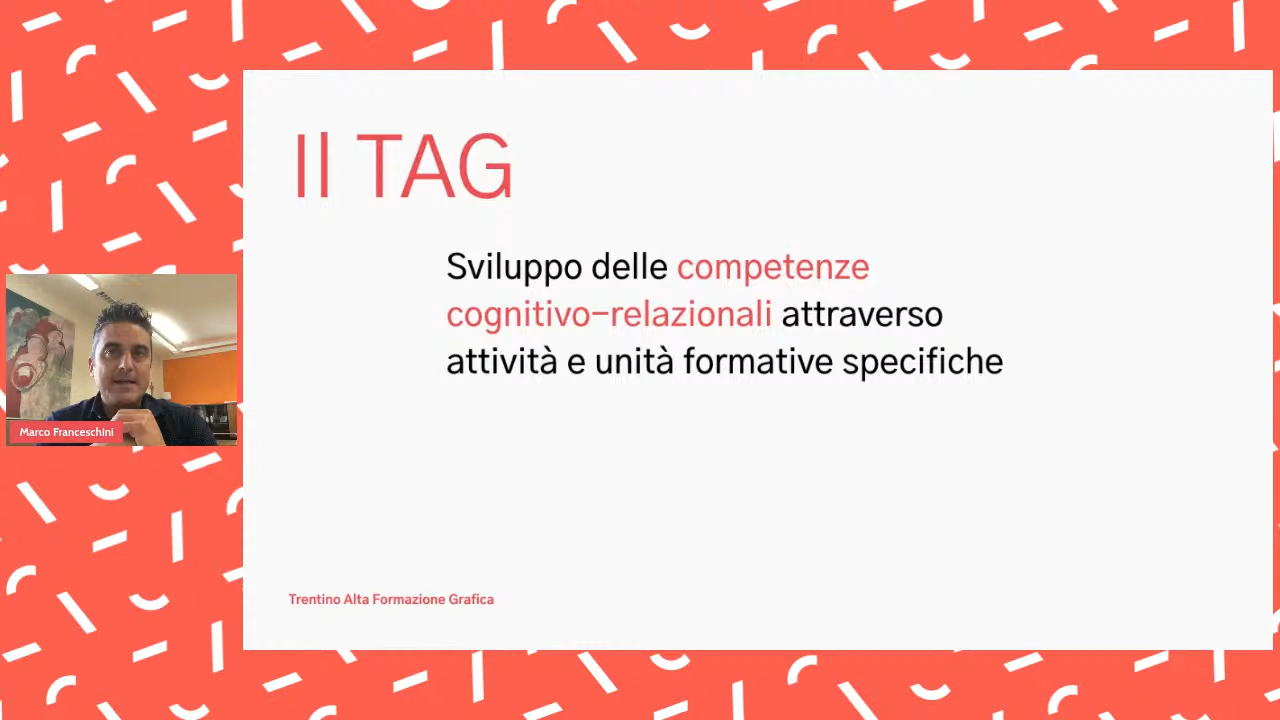 Il TAG
Sviluppo delle competenze
cognitivo-relazionali attraverso
attività e unità formative specifiche
Marco Franceschini
Trentino Alta Formazione Grafica